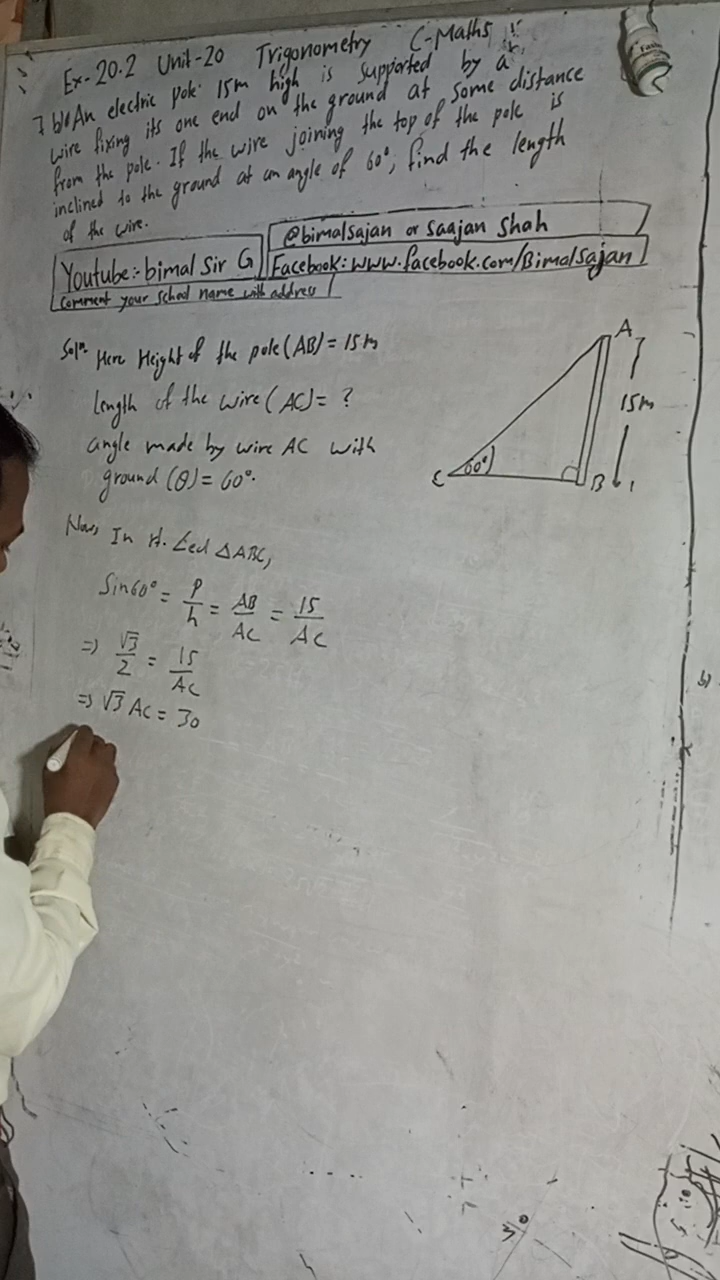 Ex-20.2 Unit-20 Trigonometry C-Maths
7 b) An electric pole 15m high is supported by a
wire fixing its one end on the ground at some distance
from the pole. If the wire joining the top of the pole is
inclined to the ground at an angle of 60°, find the length
of the wire.
@bimalsajan or Saajan Shah
Youtube:- bimal Sir G
Facebook: www.facebook.com/Bimalsajan
Comment your school name with address
Solⁿ Here Height of the pole (AB) = 15m
length of the wire (AC) = ?
angle made by wire AC with
ground (θ) = 60°.
A
15m
C 60° B
Now, In rt. ∠ed △ABC,
Sin60° = P/h = AB/AC = 15/AC
=> √3/2 = 15/AC
=> √3 AC = 30